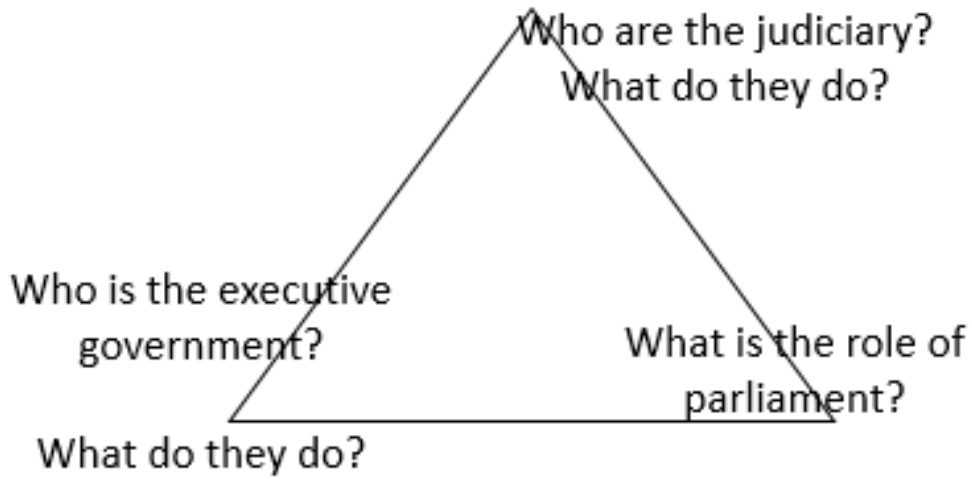 Who are the judiciary?
What do they do?
Who is the executive
government?
What do they do?
What is the role of
parliament?